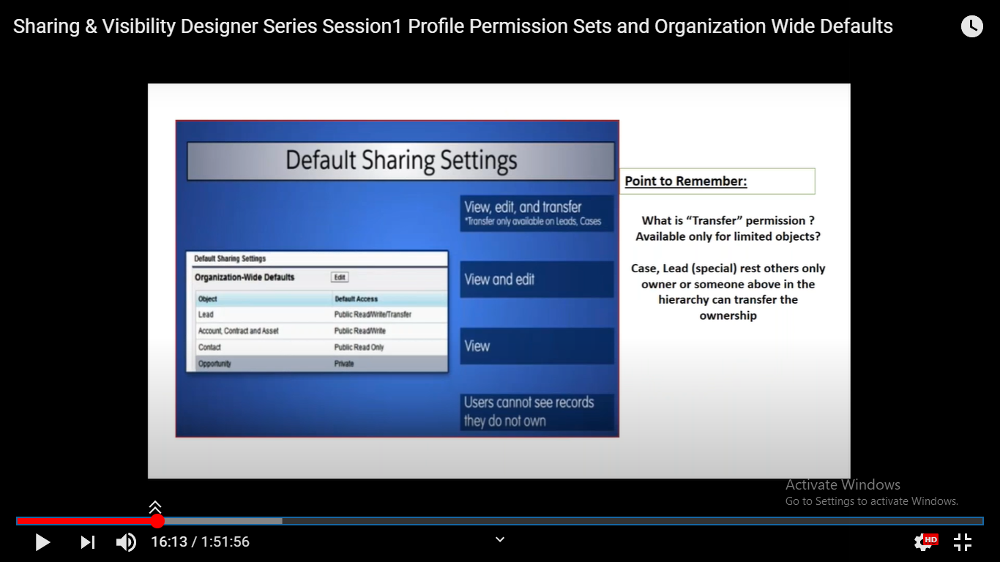 Sharing & Visibility Designer Series Session1 Profile Permission Sets and Organization Wide Defaults
Default Sharing Settings
View, edit, and transfer
*Transfer only available on Leads, Cases
Default Sharing Settings
Organization-Wide Defaults Edit
Object Default Access
Lead Public Read/Write/Transfer
Account, Contract and Asset Public Read/Write
Contact Public Read Only
Opportunity Private
View and edit
View
Users cannot see records
they do not own
Point to Remember:
What is “Transfer” permission ?
Available only for limited objects?
Case, Lead (special) rest others only
owner or someone above in the
hierarchy can transfer the
ownership
Activate Windows
Go to Settings to activate Windows.
16:13 / 1:51:56
HD